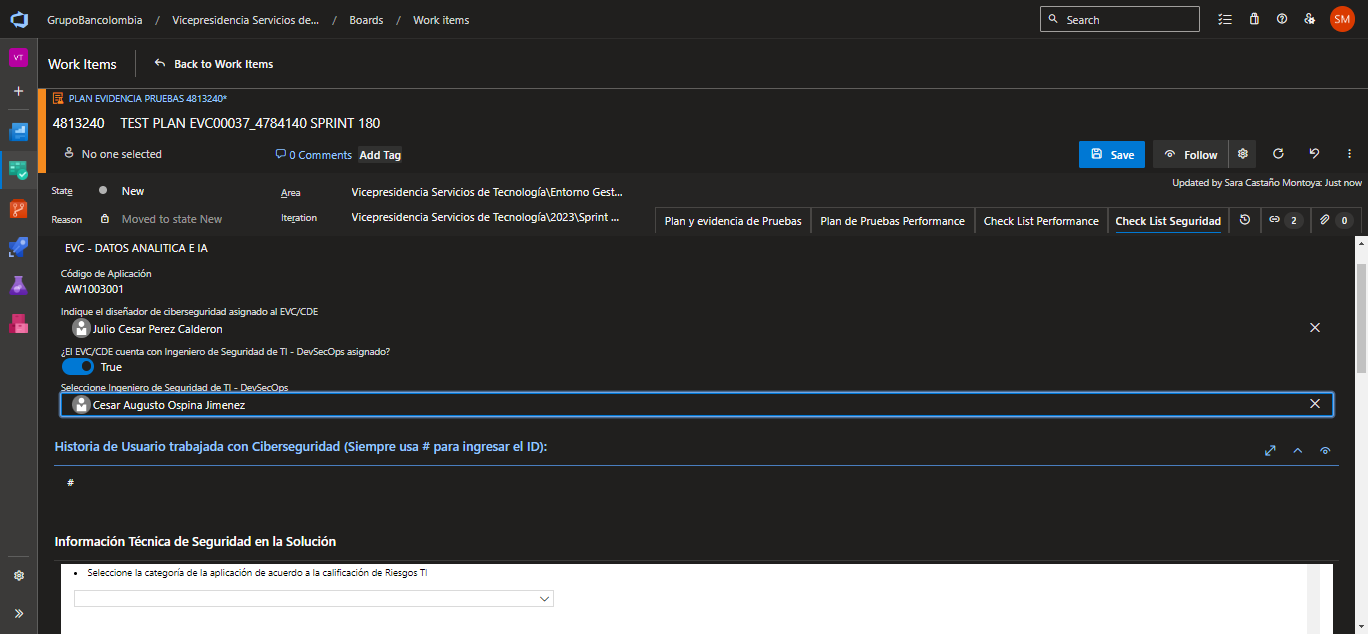 GrupoBancolombia / Vicepresidencia Servicios de... / Boards / Work items
Search
SM
VT
Work Items
Back to Work Items
PLAN EVIDENCIA PRUEBAS 4813240*
4813240 TEST PLAN EVC00037_4784140 SPRINT 180
No one selected
0 Comments
Add Tag
Save
Follow
Updated by Sara Castaño Montoya: Just now
State New
Area Vicepresidencia Servicios de Tecnología\Entorno Gest...
Reason Moved to state New
Iteration Vicepresidencia Servicios de Tecnología\2023\Sprint ...
Plan y evidencia de Pruebas
Plan de Pruebas Performance
Check List Performance
Check List Seguridad
2
0
EVC - DATOS ANALITICA E IA
Código de Aplicación
AW1003001
Indique el diseñador de ciberseguridad asignado al EVC/CDE
Julio Cesar Perez Calderon
¿El EVC/CDE cuenta con Ingeniero de Seguridad de TI - DevSecOps asignado?
True
Seleccione Ingeniero de Seguridad de TI - DevSecOps
Cesar Augusto Ospina Jimenez
Historia de Usuario trabajada con Ciberseguridad (Siempre usa # para ingresar el ID):
#
Información Técnica de Seguridad en la Solución
• Seleccione la categoría de la aplicación de acuerdo a la calificación de Riesgos TI